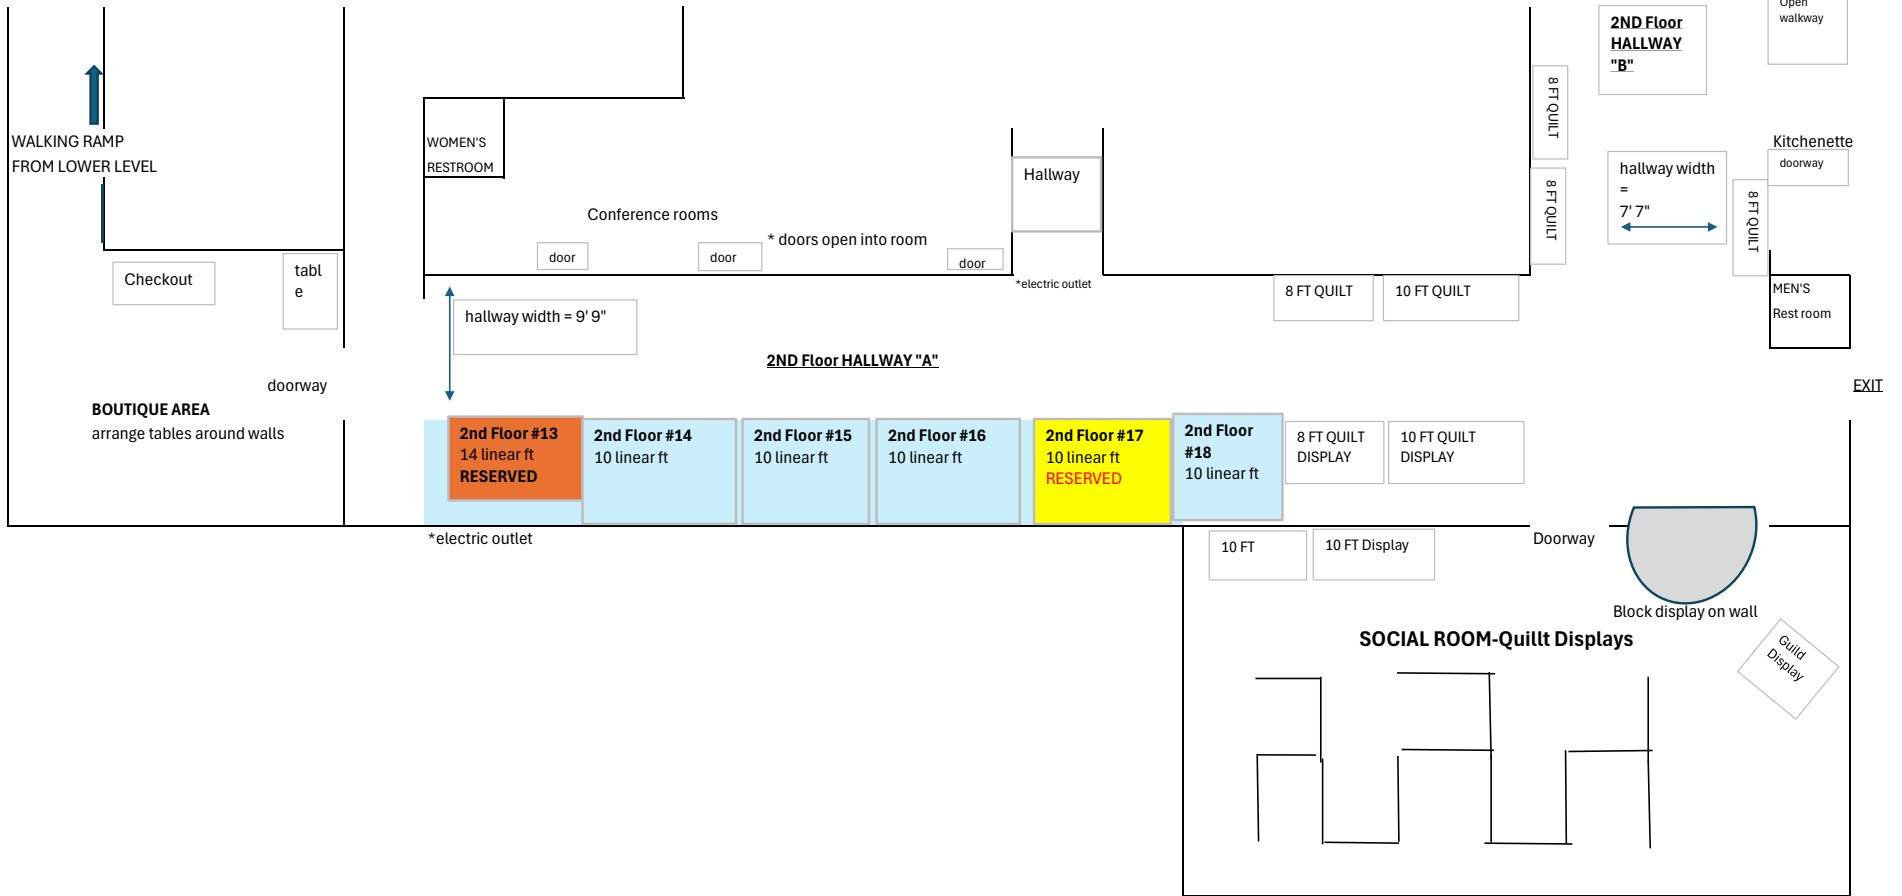 Open
walkway
2ND Floor
HALLWAY
"B"
8 FT QUILT
WALKING RAMP
FROM LOWER LEVEL
WOMEN'S
RESTROOM
Hallway
Kitchenette
doorway
hallway width
=
7' 7"
8 FT QUILT
8 FT QUILT
Conference rooms
* doors open into room
door
door
door
Checkout
tabl
e
*electric outlet
8 FT QUILT
10 FT QUILT
MEN'S
Rest room
hallway width = 9' 9"
2ND Floor HALLWAY "A"
doorway
EXIT
BOUTIQUE AREA
arrange tables around walls
2nd Floor #13
14 linear ft
RESERVED
2nd Floor #14
10 linear ft
2nd Floor #15
10 linear ft
2nd Floor #16
10 linear ft
2nd Floor #17
10 linear ft
RESERVED
2nd Floor
#18
10 linear ft
8 FT QUILT
DISPLAY
10 FT QUILT
DISPLAY
*electric outlet
10 FT
10 FT Display
Doorway
Block display on wall
SOCIAL ROOM-Quillt Displays
Guild
Display